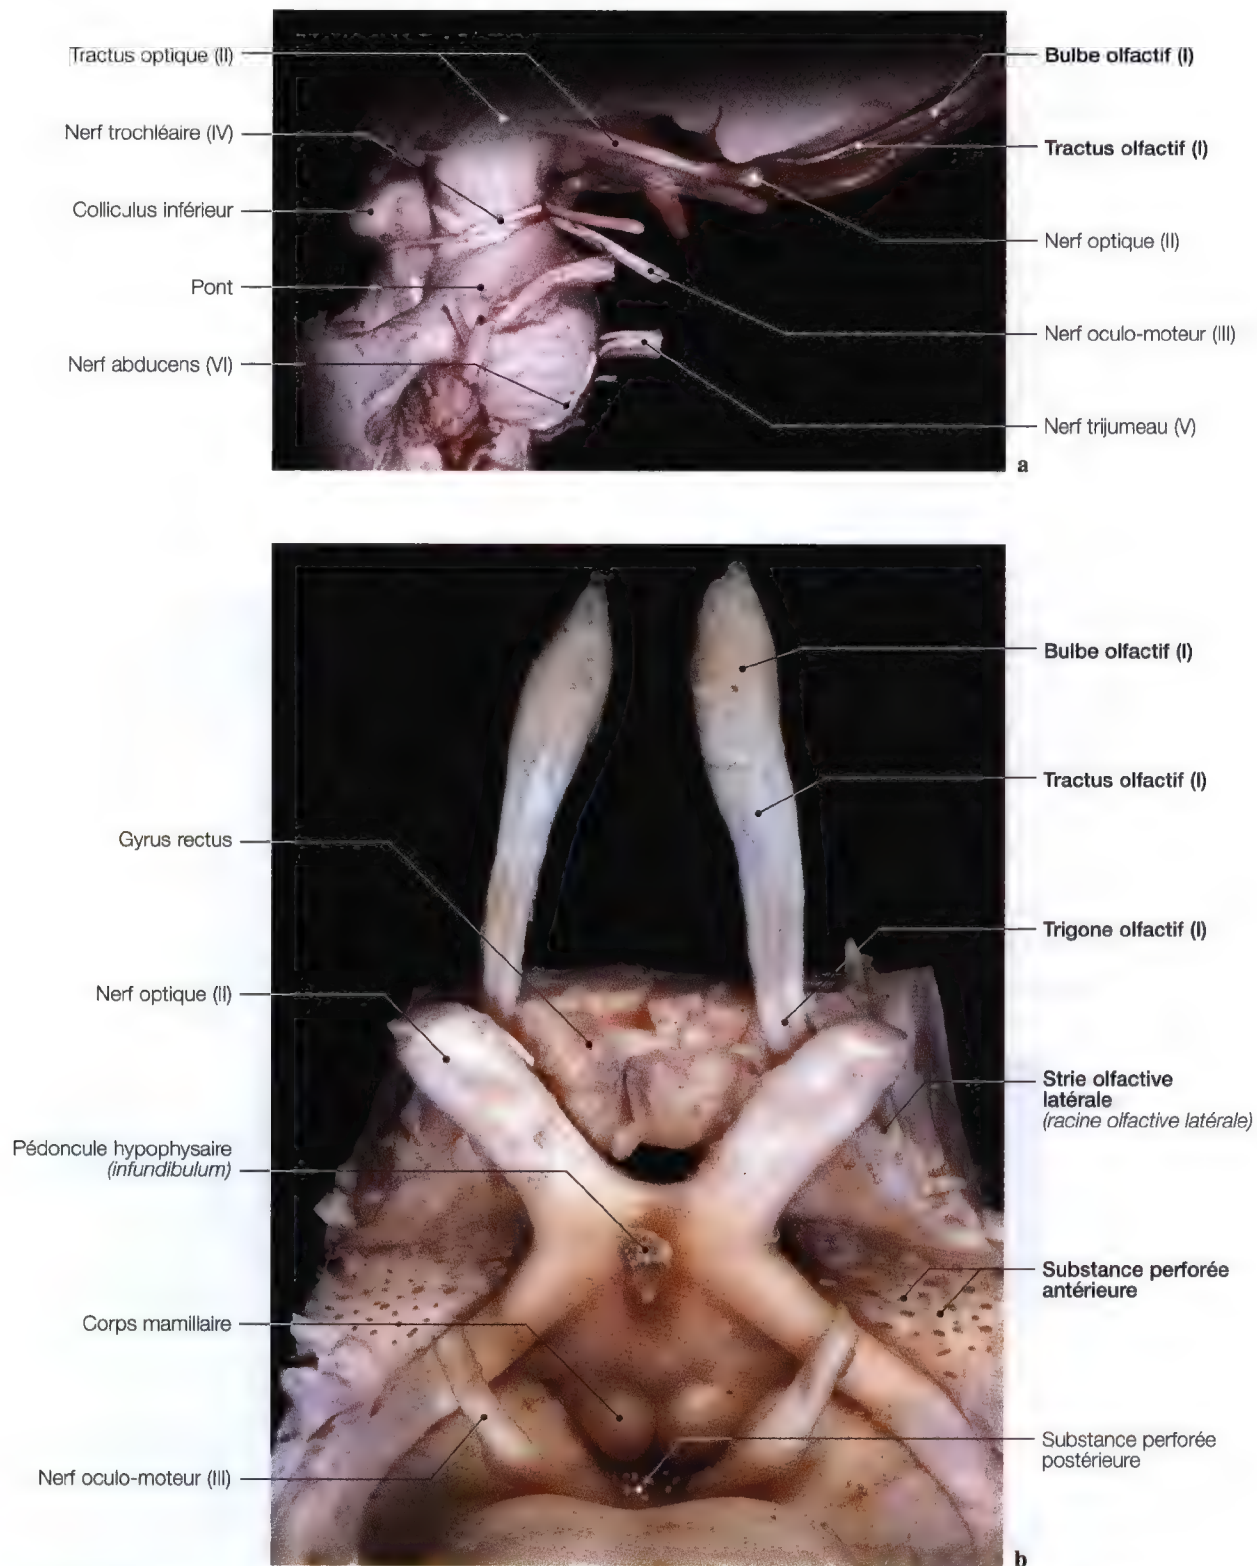 Tractus optique (II)
Nerf trochléaire (IV)
Colliculus inférieur
Pont
Nerf abducens (VI)
Bulbe olfactif (I)
Tractus olfactif (I)
Nerf optique (II)
Nerf oculo-moteur (III)
Nerf trijumeau (V)
a
Gyrus rectus
Nerf optique (II)
Pédoncule hypophysaire
(infundibulum)
Corps mamillaire
Nerf oculo-moteur (III)
Bulbe olfactif (I)
Tractus olfactif (I)
Trigone olfactif (I)
Strie olfactive
latérale
(racine olfactive latérale)
Substance perforée
antérieure
Substance perforée
postérieure
b